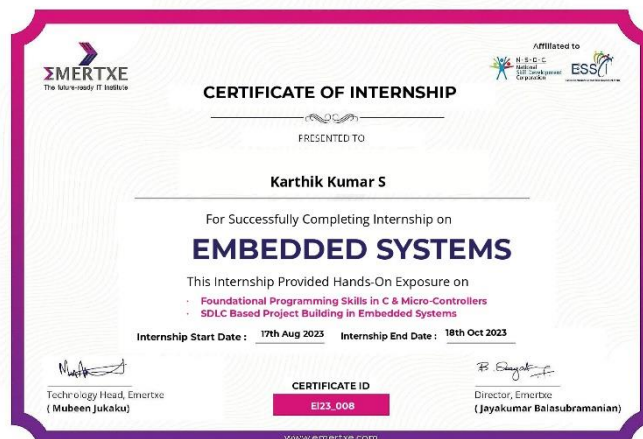 ΣMERTXE
The future-ready IT Institute
Affiliated to
N·S·D·C
National
Skill Development
Corporation
ESSCI
CERTIFICATE OF INTERNSHIP
PRESENTED TO
Karthik Kumar S
For Successfully Completing Internship on
EMBEDDED SYSTEMS
This Internship Provided Hands-On Exposure on
· Foundational Programming Skills in C & Micro-Controllers
· SDLC Based Project Building in Embedded Systems
Internship Start Date : 17th Aug 2023 Internship End Date : 18th Oct 2023
Technology Head, Emertxe
( Mubeen Jukaku)
CERTIFICATE ID
EI23_008
Director, Emertxe
( Jayakumar Balasubramanian)
www.emertxe.com